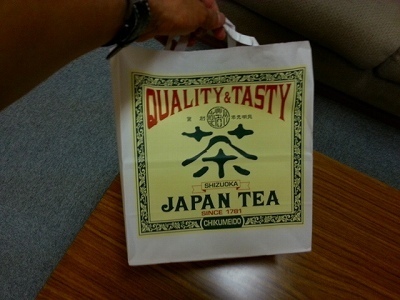 QUALITY & TASTY
茶
SHIZUOKA
JAPAN TEA
SINCE 1781
CHIKUMEIDO